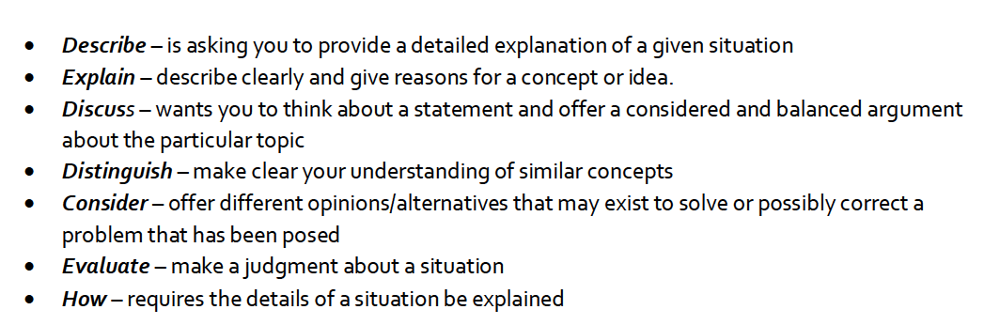 • Describe – is asking you to provide a detailed explanation of a given situation
• Explain – describe clearly and give reasons for a concept or idea.
• Discuss – wants you to think about a statement and offer a considered and balanced argument
about the particular topic
• Distinguish – make clear your understanding of similar concepts
• Consider – offer different opinions/alternatives that may exist to solve or possibly correct a
problem that has been posed
• Evaluate – make a judgment about a situation
• How – requires the details of a situation be explained